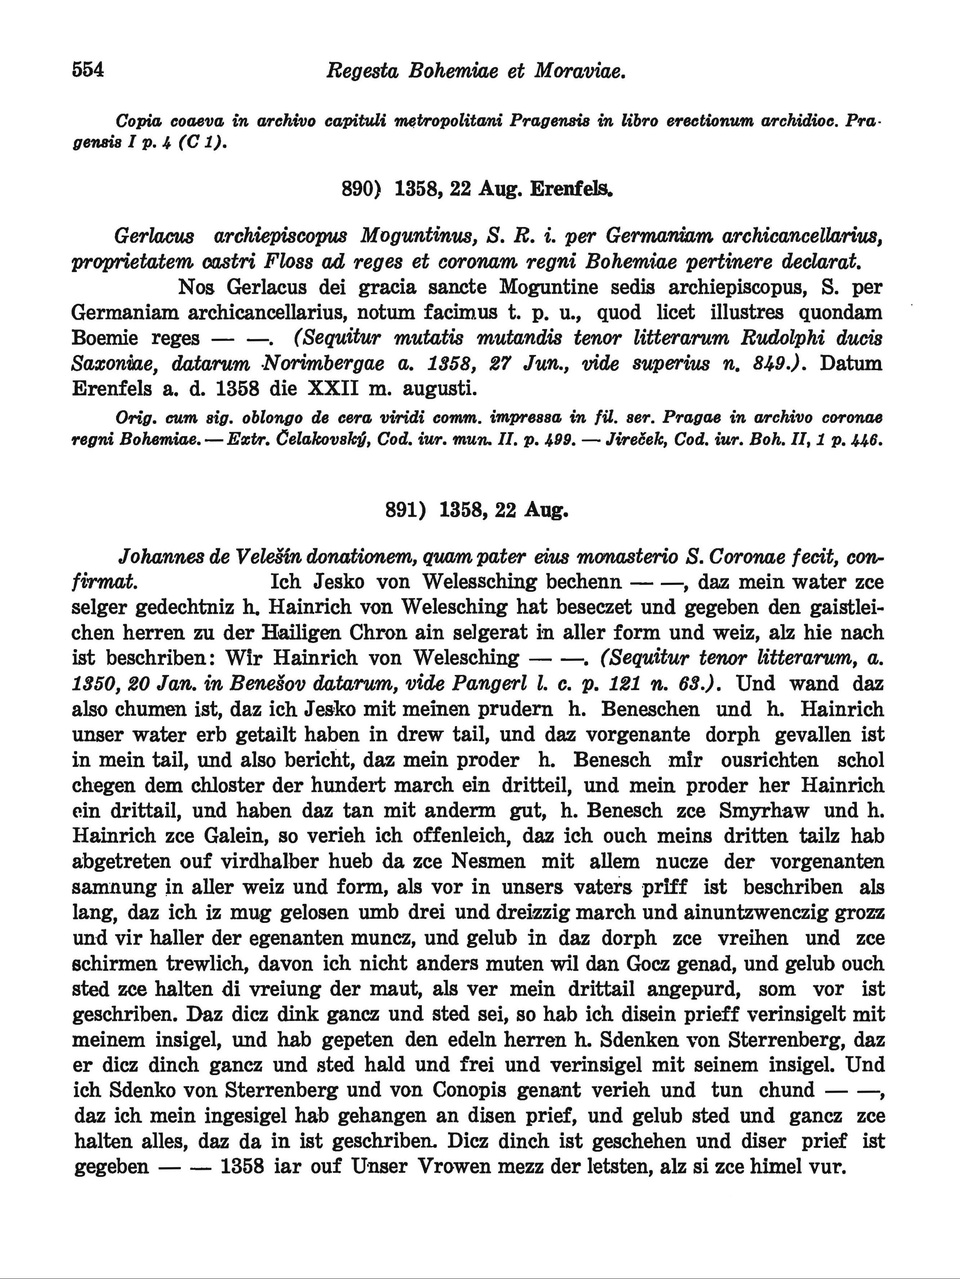 554 Regesta Bohemiae et Moraviae.
Copia coaeva in archivo capituli metropolitani Pragensis in libro erectionum archidioc. Pra-
gensis I p. 4 (C 1).
890) 1358, 22 Aug. Erenfels.
Gerlacus archiepiscopus Moguntinus, S. R. i. per Germaniam archicancellarius,
proprietatem castri Floss ad reges et coronam regni Bohemiae pertinere declarat.
Nos Gerlacus dei gracia sancte Moguntine sedis archiepiscopus, S. per
Germaniam archicancellarius, notum facimus t. p. u., quod licet illustres quondam
Boemie reges — —. (Sequitur mutatis mutandis tenor litterarum Rudolphi ducis
Saxoniae, datarum Norimbergae a. 1358, 27 Jun., vide superius n. 849.). Datum
Erenfels a. d. 1358 die XXII m. augusti.
Orig. cum sig. oblongo de cera viridi comm. impressa in fil. ser. Pragae in archivo coronae
regni Bohemiae. — Extr. Čelakovský, Cod. iur. mun. II. p. 499. — Jireček, Cod. iur. Boh. II, 1 p. 446.
891) 1358, 22 Aug.
Johannes de Velešín donationem, quam pater eius monasterio S. Coronae fecit, con-
firmat. Ich Jesko von Welessching bechenn — —, daz mein water zce
selger gedechtniz h. Hainrich von Welesching hat beseczet und gegeben den gaistlei-
chen herren zu der Hailigen Chron ain selgerat in aller form und weiz, alz hie nach
ist beschriben: Wir Hainrich von Welesching — —. (Sequitur tenor litterarum, a.
1350, 20 Jan. in Benešov datarum, vide Pangerl l. c. p. 121 n. 63.). Und wand daz
also chumen ist, daz ich Jesko mit meinen prudern h. Beneschen und h. Hainrich
unser water erb getailt haben in drew tail, und daz vorgenante dorph gevallen ist
in mein tail, und also bericht, daz mein proder h. Benesch mir ousrichten schol
chegen dem chloster der hundert march ein dritteil, und mein proder her Hainrich
ein drittail, und haben daz tan mit anderm gut, h. Benesch zce Smyrhaw und h.
Hainrich zce Galein, so verieh ich offenleich, daz ich ouch meins dritten tailz hab
abgetreten ouf virdhalber hueb da zce Nesmen mit allem nucze der vorgenanten
samnung in aller weiz und form, als vor in unsers vaters priff ist beschriben als
lang, daz ich iz mug gelosen umb drei und dreizzig march und ainuntzwenczig grozz
und vir haller der egenanten muncz, und gelub in daz dorph zce vreihen und zce
schirmen trewlich, davon ich nicht anders muten wil dan Gocz genad, und gelub ouch
sted zce halten di vreiung der maut, als ver mein drittail angepurd, som vor ist
geschriben. Daz dicz dink gancz und sted sei, so hab ich disein prieff verinsigelt mit
meinem insigel, und hab gepeten den edeln herren h. Sdenken von Sterrenberg, daz
er dicz dinch gancz und sted hald und frei und verinsigel mit seinem insigel. Und
ich Sdenko von Sterrenberg und von Conopis genant verieh und tun chund — —,
daz ich mein ingesigel hab gehangen an disen prief, und gelub sted und gancz zce
halten alles, daz da in ist geschriben. Dicz dinch ist geschehen und diser prief ist
gegeben — — 1358 iar ouf Unser Vrowen mezz der letsten, alz si zce himel vur.